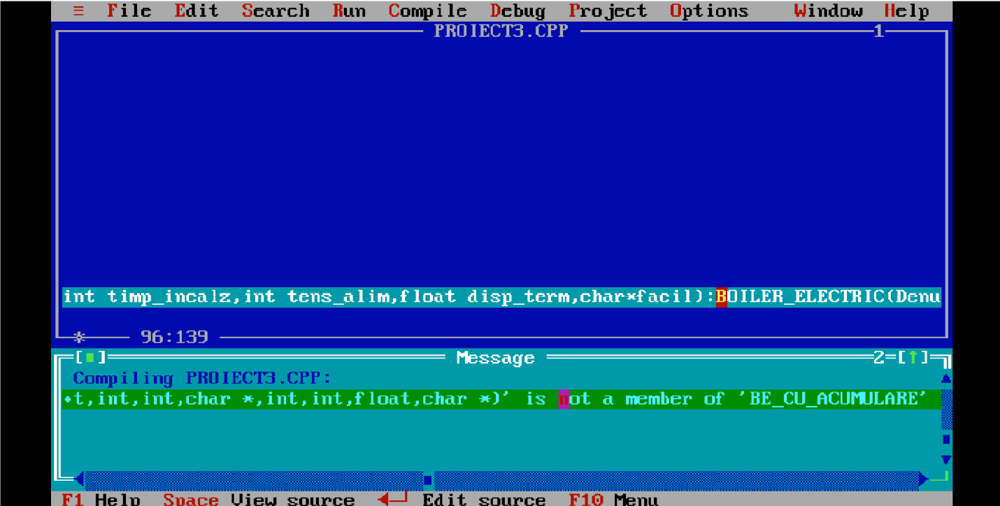 ≡ File Edit Search Run Compile Debug Project Options Window Help
PROIECT3.CPP 1
int timp_incalz,int tens_alim,float disp_term,char*facil):BOILER_ELECTRIC(Denu
96:139
[■] Message 2=[↑]
Compiling PROIECT3.CPP:
•t,int,int,char *,int,int,float,char *)' is not a member of 'BE_CU_ACUMULARE'
F1 Help Space View source ◄┘ Edit source F10 Menu